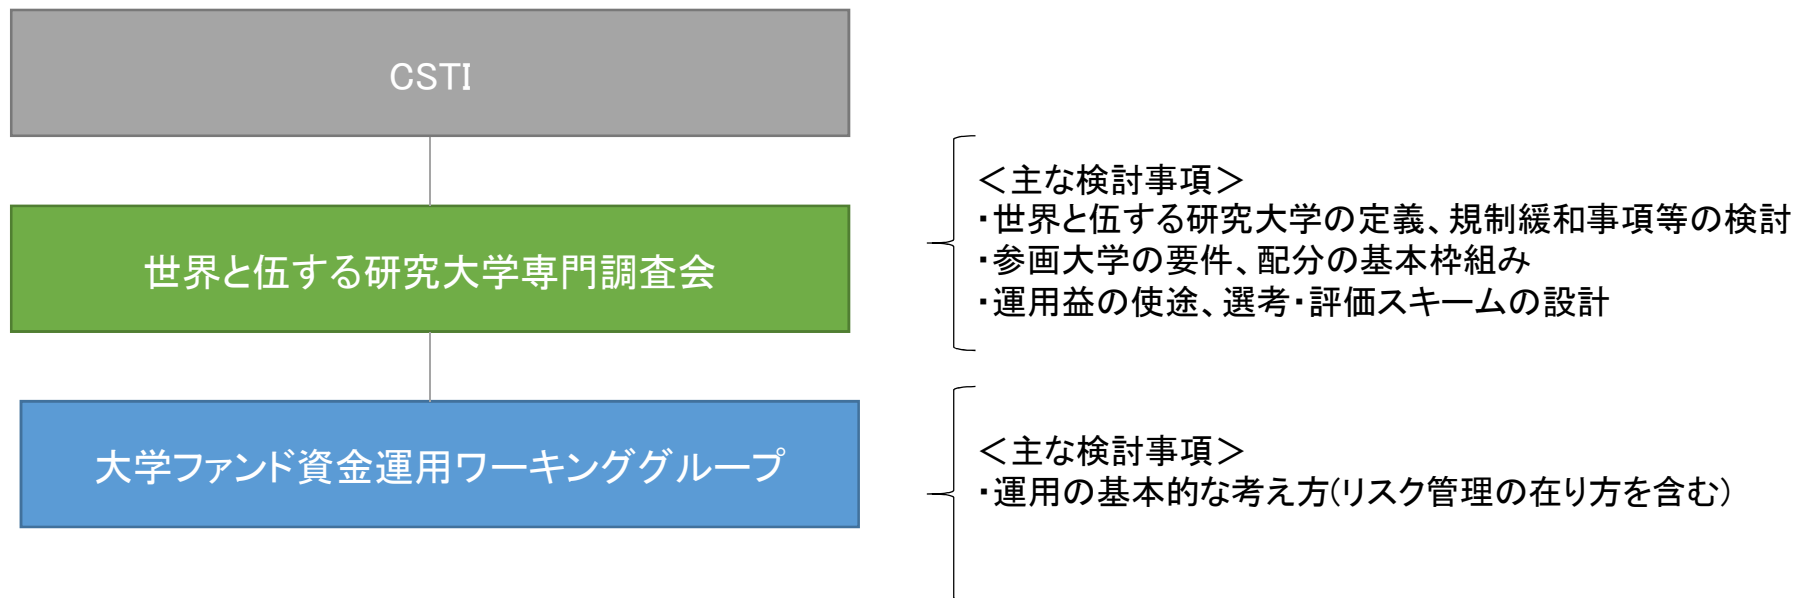 CSTI
世界と伍する研究大学専門調査会
＜主な検討事項＞
・世界と伍する研究大学の定義、規制緩和事項等の検討
・参画大学の要件、配分の基本枠組み
・運用益の使途、選考・評価スキームの設計
大学ファンド資金運用ワーキンググループ
＜主な検討事項＞
・運用の基本的な考え方(リスク管理の在り方を含む)